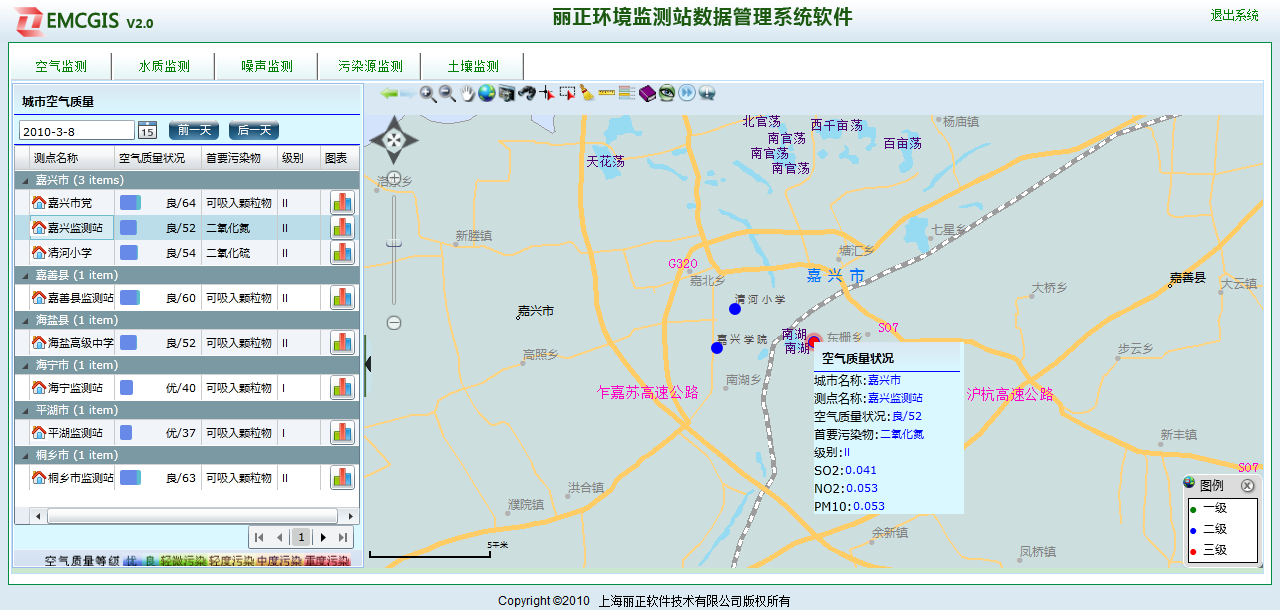 EMCGIS V2.0
丽正环境监测站数据管理系统软件
退出系统
空气监测 水质监测 噪声监测 污染源监测 土壤监测
城市空气质量
2010-3-8 15 前一天 后一天
测点名称 空气质量状况 首要污染物 级别 图表
嘉兴市 (3 items)
嘉兴市党 良/64 可吸入颗粒物 II
嘉兴监测站 良/52 二氧化氮 II
清河小学 良/54 二氧化硫 II
嘉善县 (1 item)
嘉善县监测站 良/60 可吸入颗粒物 II
海盐县 (1 item)
海盐高级中学 良/52 可吸入颗粒物 II
海宁市 (1 item)
海宁监测站 优/40 可吸入颗粒物 I
平湖市 (1 item)
平湖监测站 优/37 可吸入颗粒物 I
桐乡市 (1 item)
桐乡市监测站 良/63 可吸入颗粒物 II
1
空气质量等级 优 良 轻微污染 轻度污染 中度污染 重度污染
北官荡
西千亩荡
杨庙镇
南官荡
百亩荡
南官荡
天花荡
南官荡
新塍镇
七星乡
塘汇乡
G320
嘉兴市
嘉北乡
嘉善县
大云镇
大桥乡
清河小学
嘉兴市
S07
南湖
东栅乡
嘉兴学院
南湖
高照乡
步云乡
南湖乡
乍嘉苏高速公路
沪杭高速公路
空气质量状况
城市名称:嘉兴市
测点名称:嘉兴监测站
空气质量状况:良/52
首要污染物:二氧化氮
级别:II
SO2:0.041
NO2:0.053
PM10:0.053
新丰镇
S07
洪合镇
濮院镇
余新镇
凤桥镇
5千米
图例
一级
二级
三级
Copyright ©2010 上海丽正软件技术有限公司版权所有